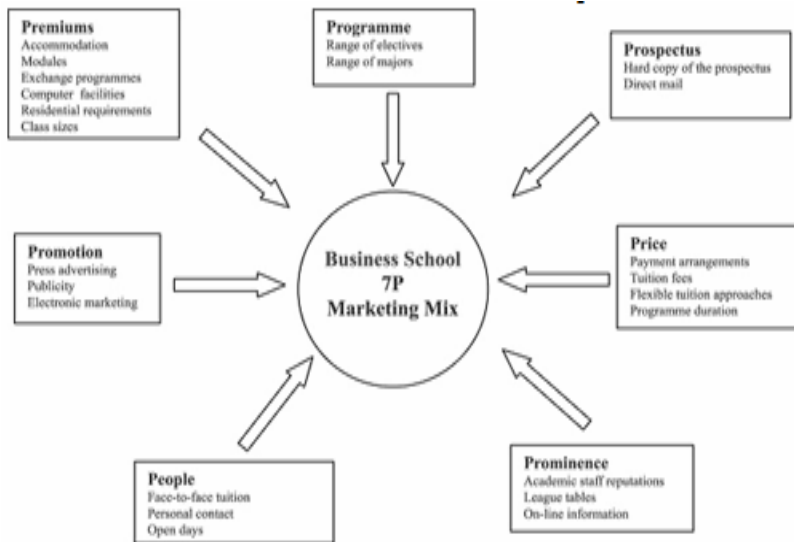 Premiums
Accommodation
Modules
Exchange programmes
Computer facilities
Residential requirements
Class sizes
Programme
Range of electives
Range of majors
Prospectus
Hard copy of the prospectus
Direct mail
Promotion
Press advertising
Publicity
Electronic marketing
Business School
7P
Marketing Mix
Price
Payment arrangements
Tuition fees
Flexible tuition approaches
Programme duration
People
Face-to-face tuition
Personal contact
Open days
Prominence
Academic staff reputations
League tables
On-line information